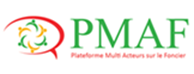 PMAF
Plateforme Multi Acteurs sur le Foncier